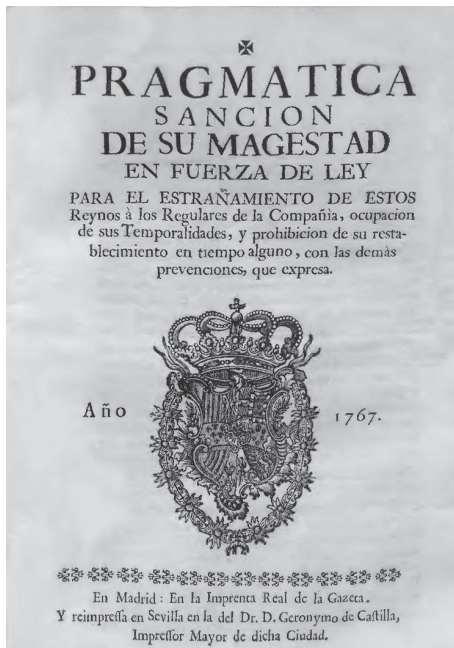 PRAGMATICA
SANCION
DE SU MAGESTAD
EN FUERZA DE LEY
PARA EL ESTRAÑAMIENTO DE ESTOS
Reynos à los Regulares de la Compañia, ocupacion
de sus Temporalidades, y prohibicion de su resta-
blecimiento en tiempo alguno, con las demàs
prevenciones, que expresa.
Año 1767.
En Madrid: En la Imprenta Real de la Gazeta.
Y reimpreſſa en Sevilla en la del Dr. D. Geronymo de Caſtilla,
Impreſſor Mayor de dicha Ciudad.